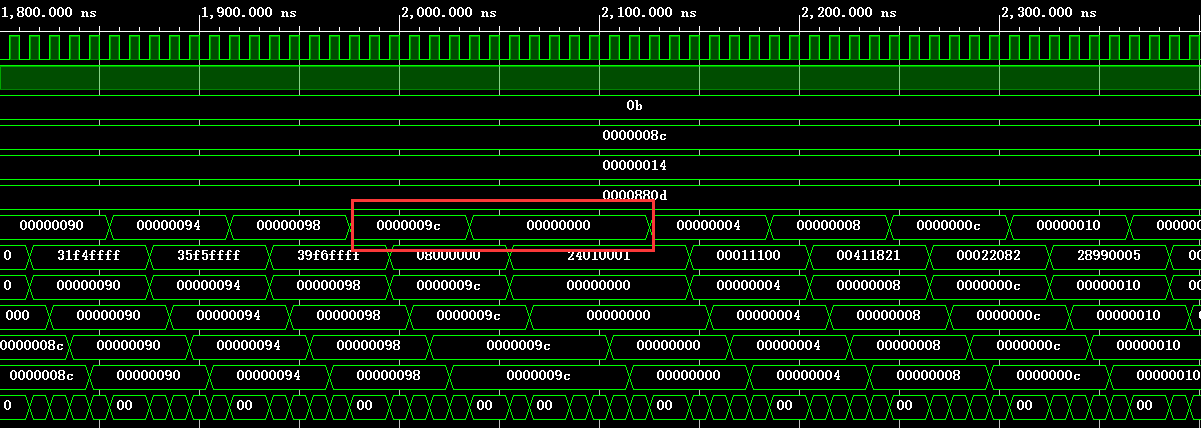 1,800.000 ns 1,900.000 ns 2,000.000 ns 2,100.000 ns 2,200.000 ns 2,300.000 ns
0b
0000008c
00000014
0000880d
00000090 00000094 00000098 0000009c 00000000 00000004 00000008 0000000c 00000010 00000
0 31f4ffff 35f5ffff 39f6ffff 08000000 24010001 00011100 00411821 00022082 28990005 00
0 00000090 00000094 00000098 0000009c 00000000 00000004 00000008 0000000c 00000010 00
000 00000090 00000094 00000098 0000009c 00000000 00000004 00000008 0000000c 00000010
0000008c 00000090 00000094 00000098 0000009c 00000000 00000004 00000008 0000000c 00000010
0000008c 00000090 00000094 00000098 0000009c 00000000 00000004 00000008 0000000c 00000010
0 00 00 00 00 00 00 00 00 00 00